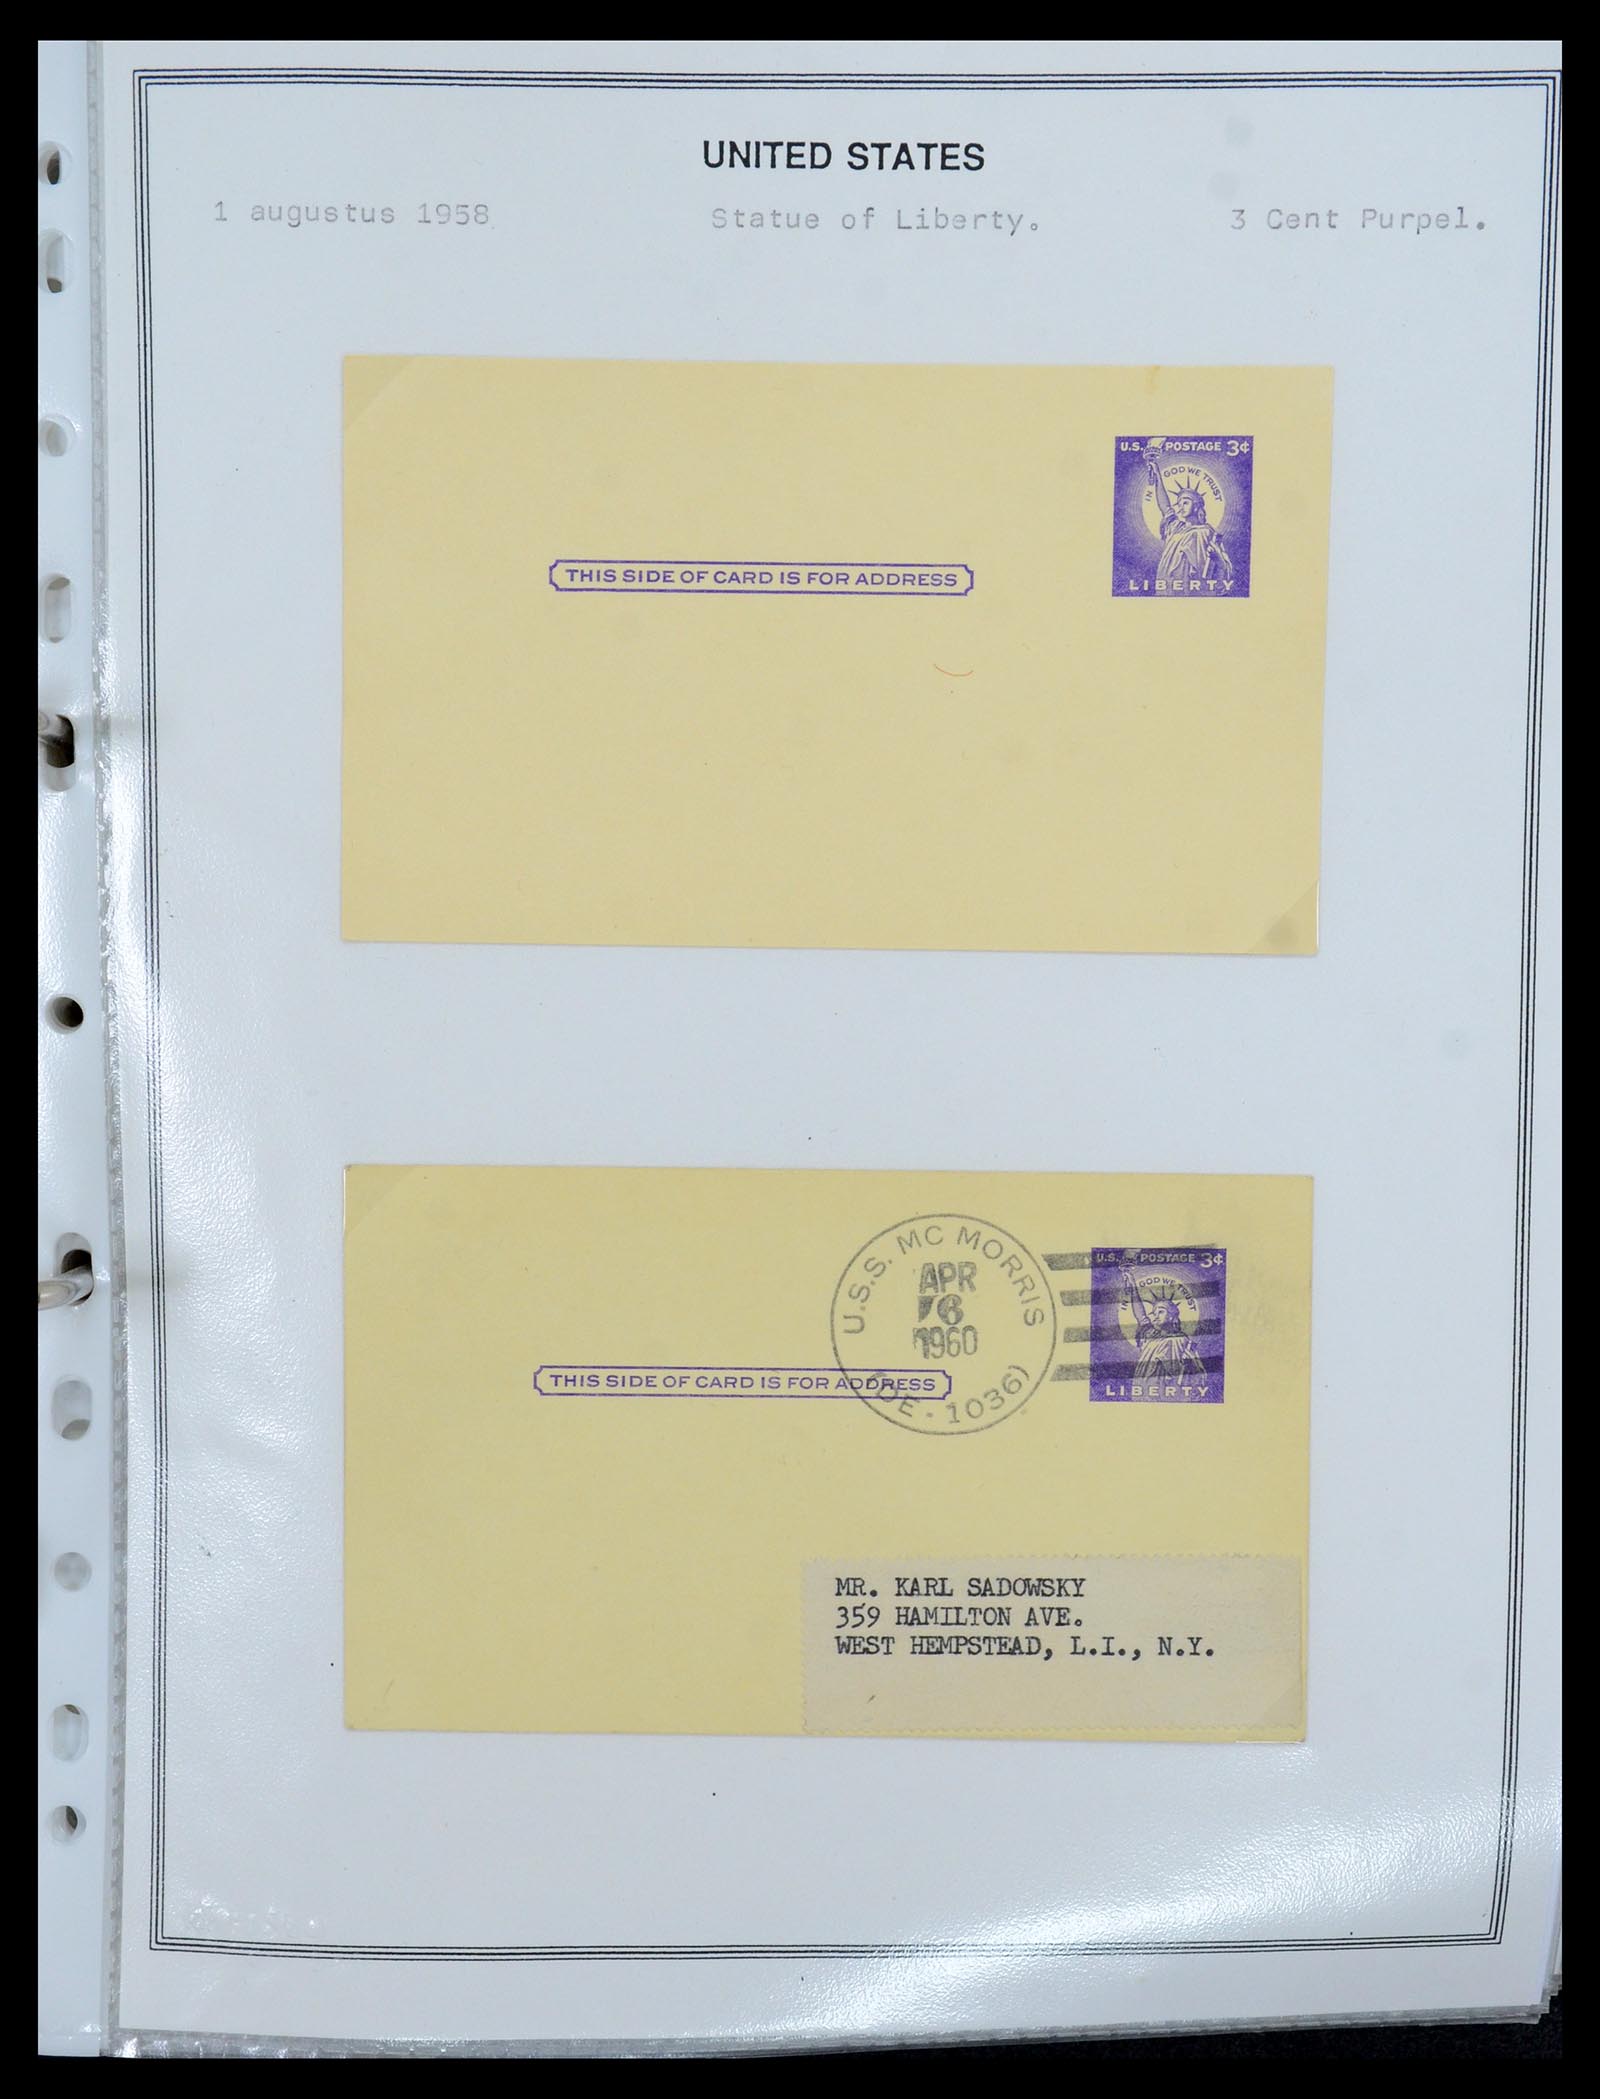 UNITED STATES
1 augustus 1958 Statue of Liberty. 3 Cent Purpel.
U.S. POSTAGE 3¢
IN GOD WE TRUST
THIS SIDE OF CARD IS FOR ADDRESS
LIBERTY
U.S.S. MC MORRIS
U.S. POSTAGE 3¢
APR
6
1960
IN GOD WE TRUST
THIS SIDE OF CARD IS FOR ADDRESS
LIBERTY
(DE - 1036)
MR. KARL SADOWSKY
359 HAMILTON AVE.
WEST HEMPSTEAD, L.I., N.Y.